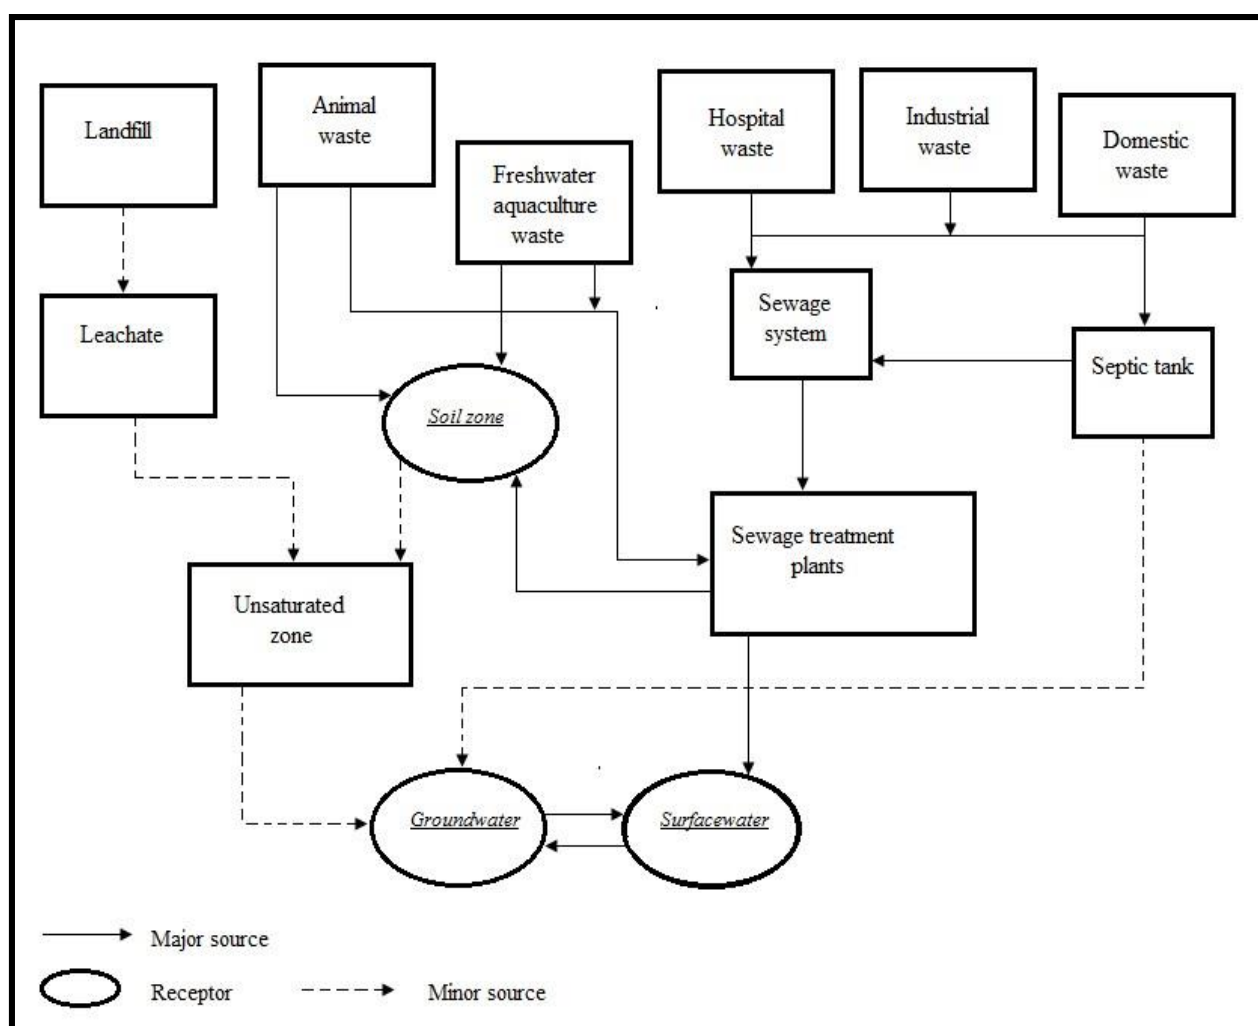 Landfill
Animal
waste
Freshwater
aquaculture
waste
Hospital
waste
Industrial
waste
Domestic
waste
Leachate
Sewage
system
Septic tank
Soil zone
Sewage treatment
plants
Unsaturated
zone
Groundwater
Surfacewater
Major source
Receptor
Minor source